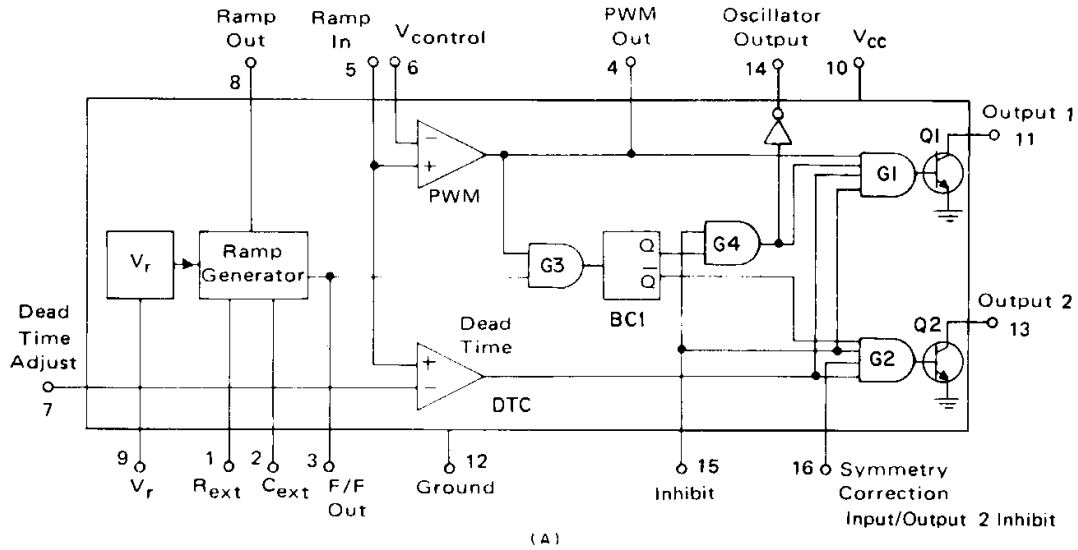 Ramp
Out
8
Ramp
In
5
Vcontrol
6
PWM
Out
4
Oscillator
Output
14
Vcc
10
Output 1
11
Q1
G1
-
+
PWM
Vr
Ramp
Generator
G3
Q
Q̅
BC1
G4
Output 2
13
Q2
G2
Dead
Time
Adjust
7
Dead
Time
+
-
DTC
9
Vr
1
Rext
2
Cext
3
F/F
Out
12
Ground
15
Inhibit
16
Symmetry
Correction
Input/Output 2 Inhibit
(A)